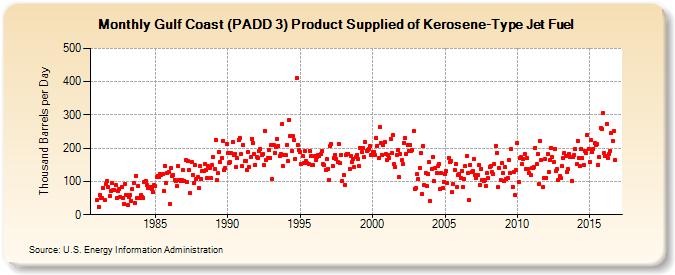 Monthly Gulf Coast (PADD 3) Product Supplied of Kerosene-Type Jet Fuel
Thousand Barrels per Day
500
400
300
200
100
0
1985 1990 1995 2000 2005 2010 2015
Source: U.S. Energy Information Administration